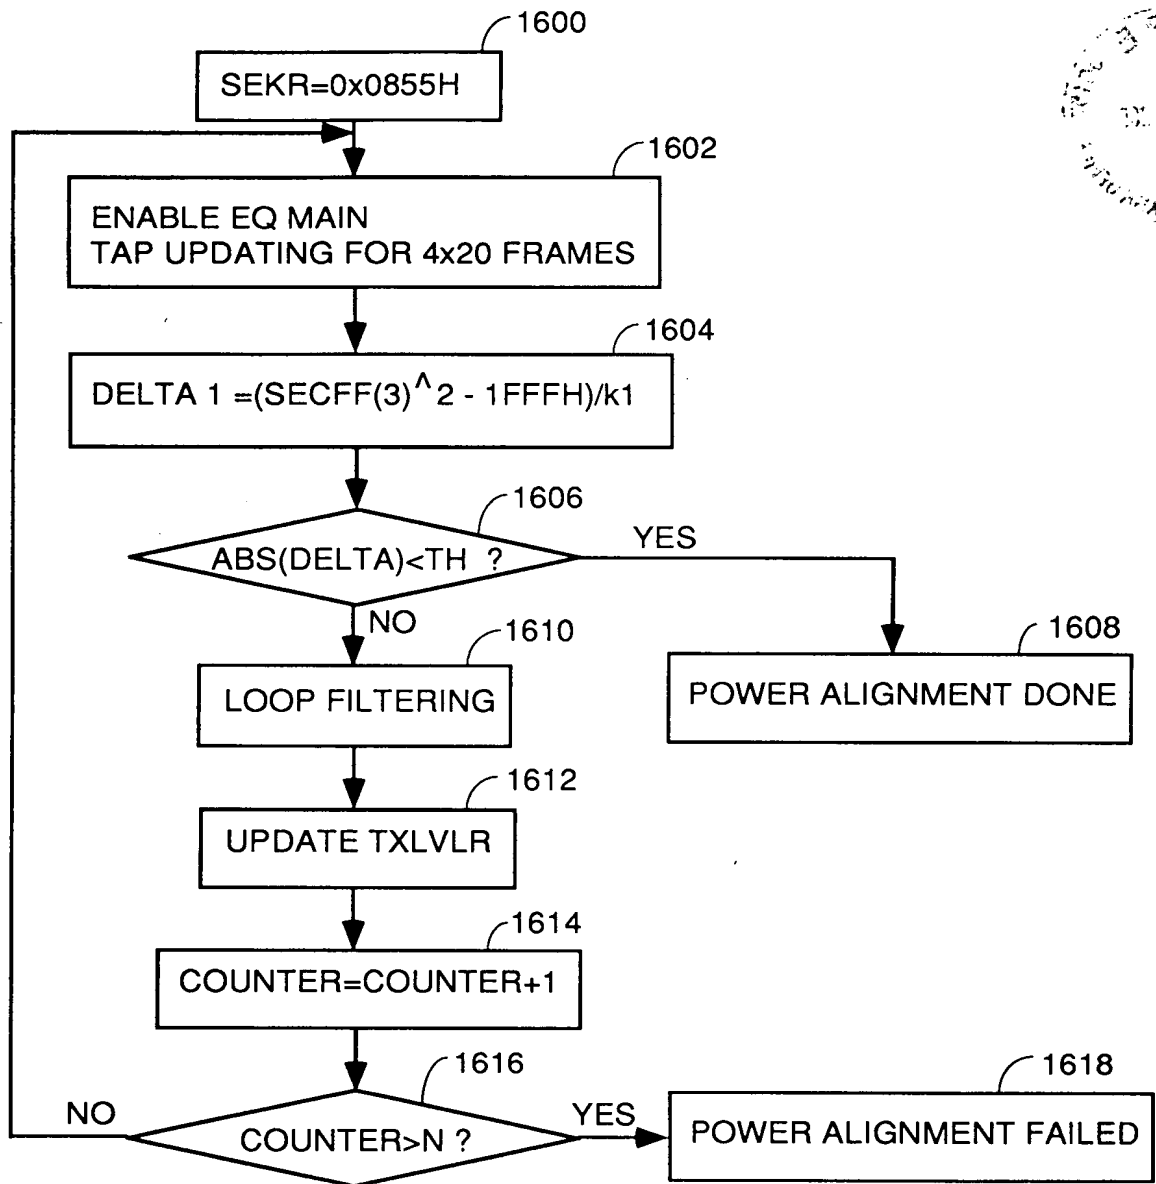 1600
SEKR=0x0855H
1602
ENABLE EQ MAIN
TAP UPDATING FOR 4x20 FRAMES
1604
DELTA 1 =(SECFF(3)^2 - 1FFFH)/k1
1606
ABS(DELTA)<TH ?
YES
NO
1608
POWER ALIGNMENT DONE
1610
LOOP FILTERING
1612
UPDATE TXLVLR
1614
COUNTER=COUNTER+1
1616
NO
COUNTER>N ?
YES
1618
POWER ALIGNMENT FAILED